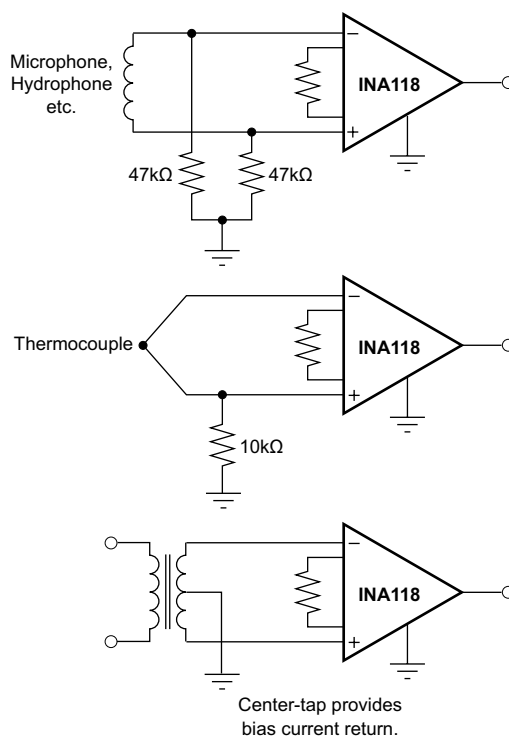 Microphone,
Hydrophone
etc.
−
INA118
+
47kΩ
47kΩ
−
Thermocouple
INA118
+
10kΩ
−
INA118
+
Center-tap provides
bias current return.